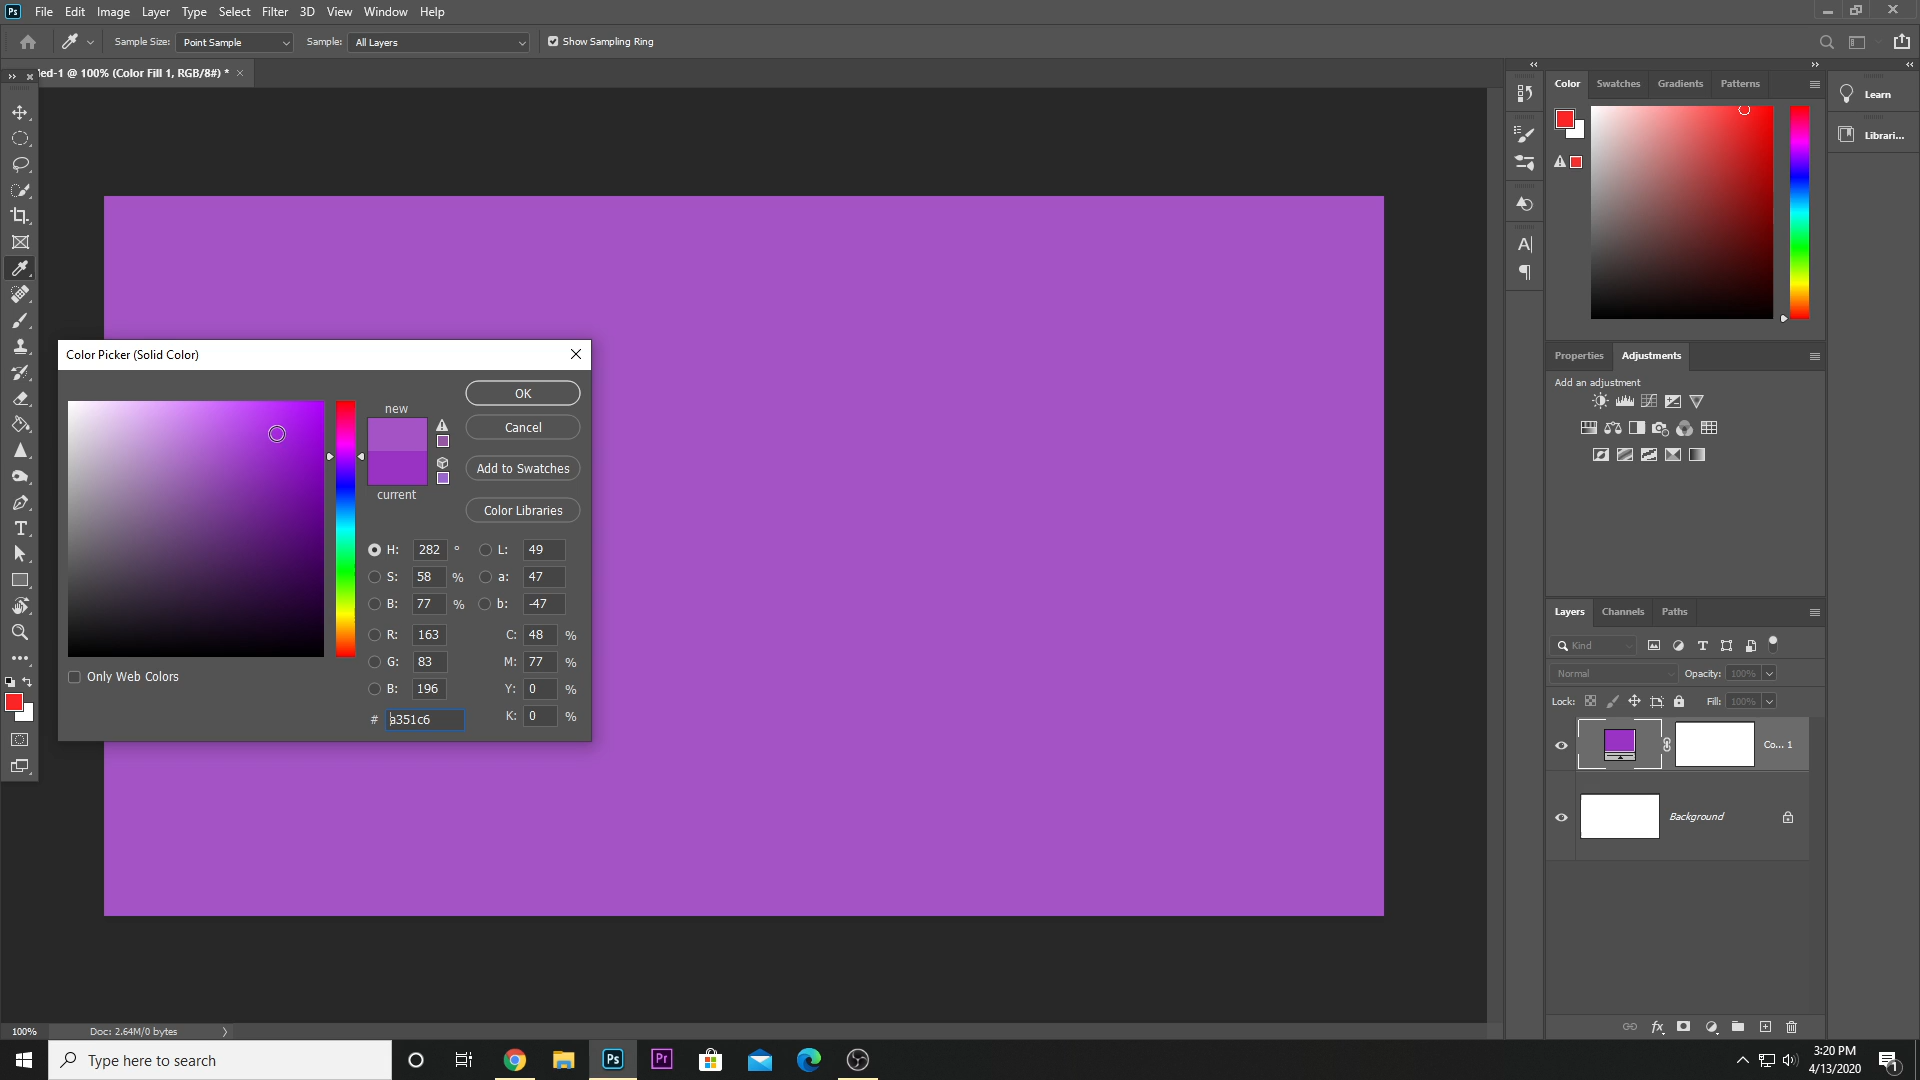 Ps File Edit Image Layer Type Select Filter 3D View Window Help
Sample Size: Point Sample Sample: All Layers Show Sampling Ring
led-1 @ 100% (Color Fill 1, RGB/8#) * ×
Color Swatches Gradients Patterns
Learn
Librari...
Color Picker (Solid Color)
new
current
OK
Cancel
Add to Swatches
Color Libraries
H: 282 ° L: 49
S: 58 % a: 47
B: 77 % b: -47
R: 163 C: 48 %
G: 83 M: 77 %
B: 196 Y: 0 %
# a351c6 K: 0 %
Only Web Colors
Properties Adjustments
Add an adjustment
Layers Channels Paths
Kind
Normal Opacity: 100%
Lock: Fill: 100%
Co... 1
Background
100% Doc: 2.64M/0 bytes
Type here to search
Ps Pr
3:20 PM
4/13/2020
1